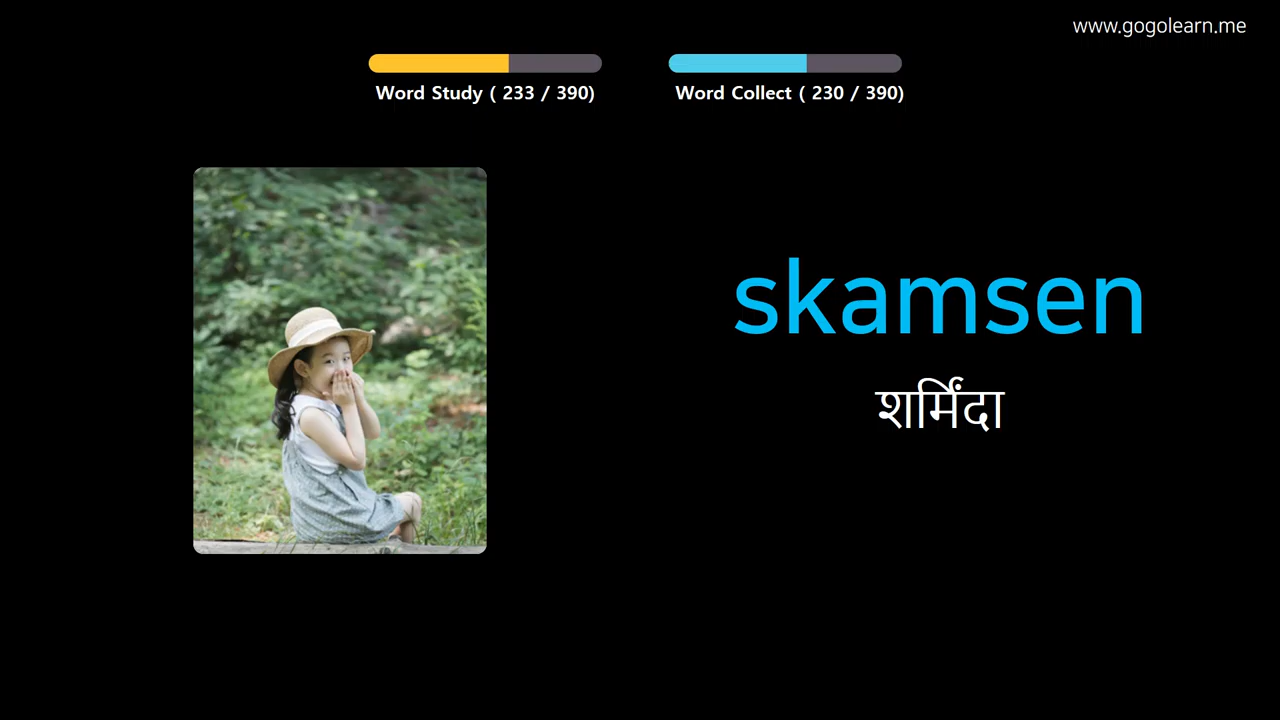 www.gogolearn.me
Word Study ( 233 / 390)
Word Collect ( 230 / 390)
skamsen
शर्मिंदा